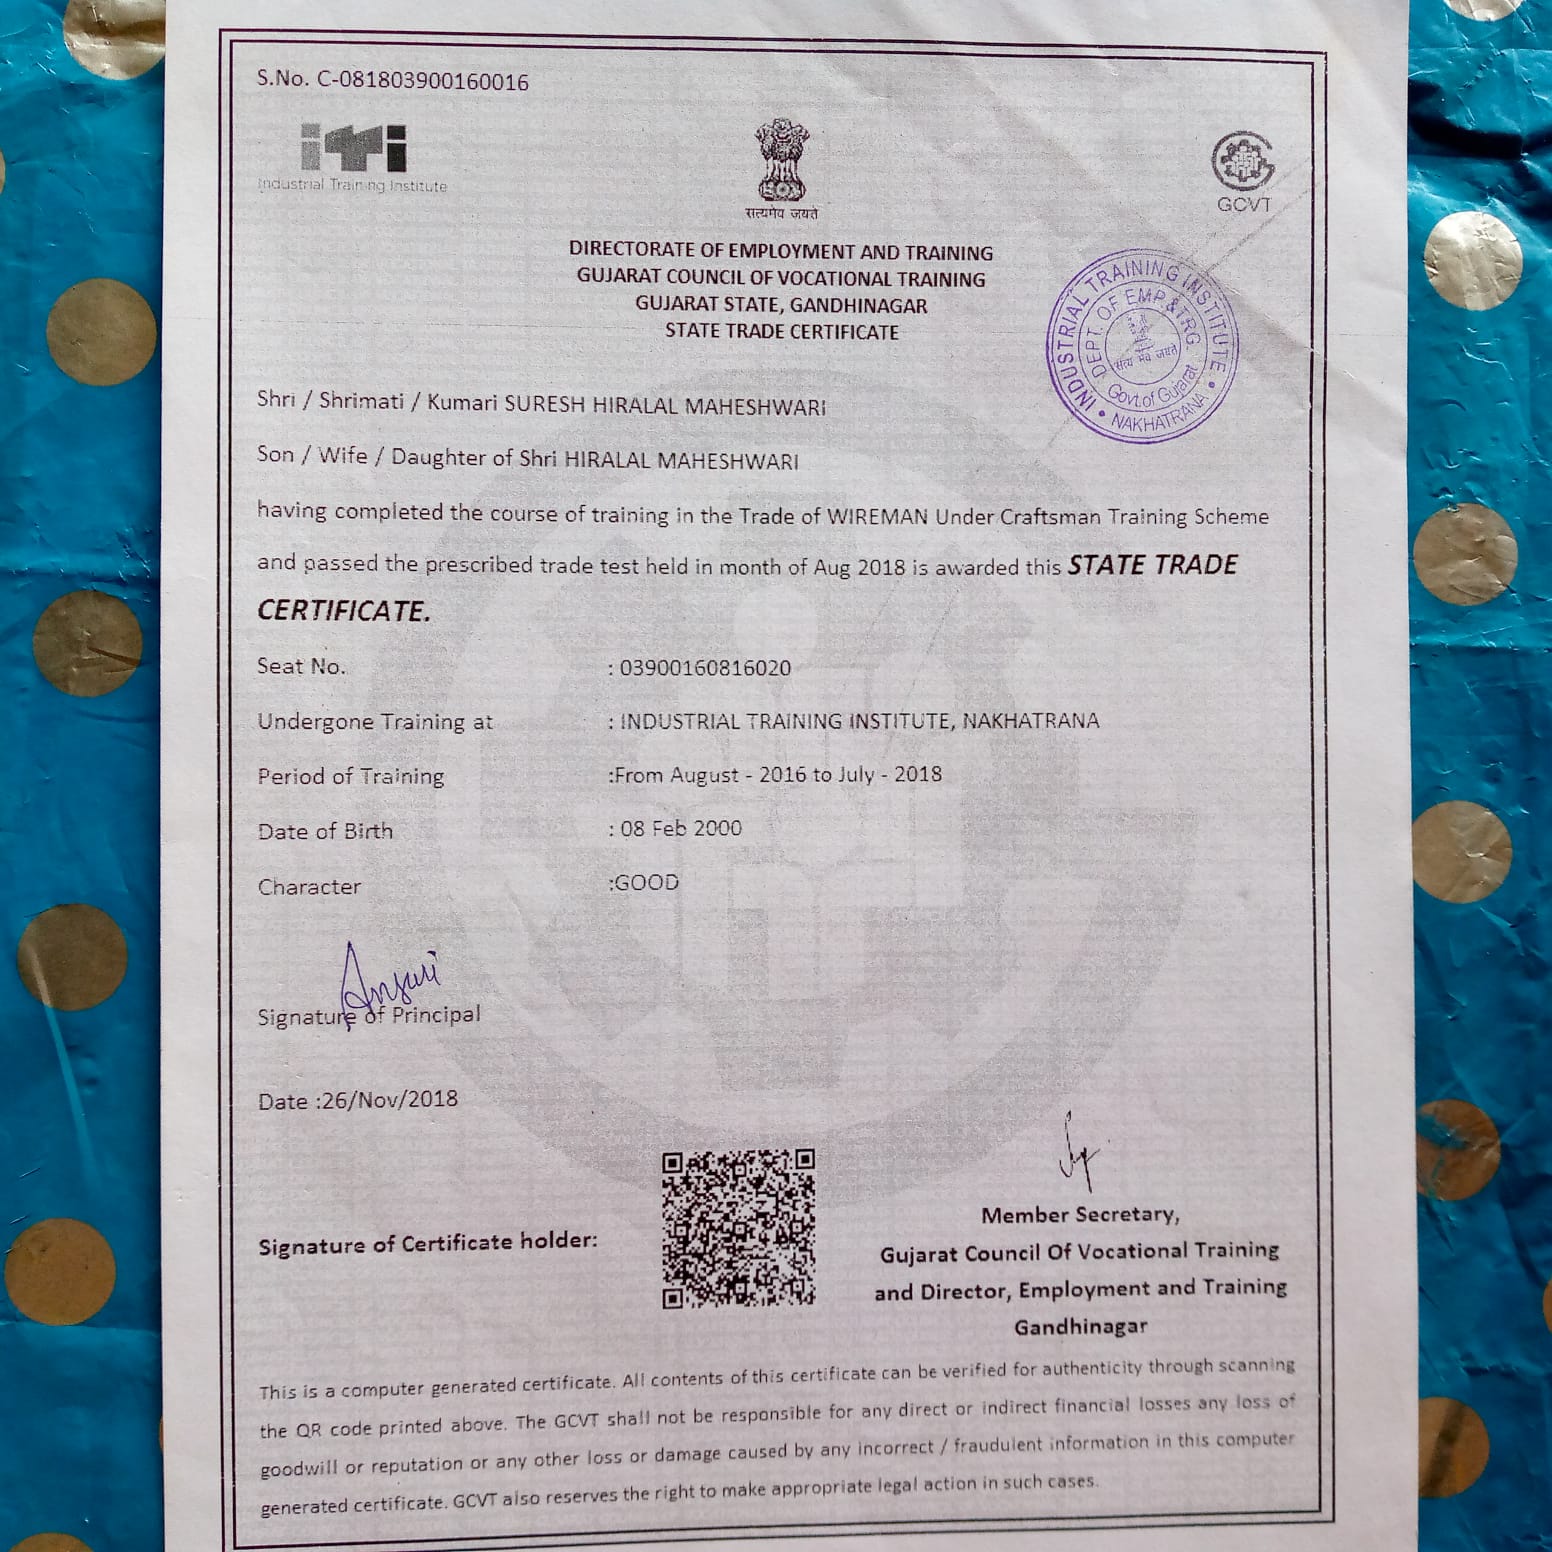 S.No. C-081803900160016
iTi
Industrial Training Institute
सत्यमेव जयते
GCVT
DIRECTORATE OF EMPLOYMENT AND TRAINING
GUJARAT COUNCIL OF VOCATIONAL TRAINING
GUJARAT STATE, GANDHINAGAR
STATE TRADE CERTIFICATE
INDUSTRIAL TRAINING INSTITUTE
DEPT. OF EMP.&TRG.
सत्य मेव जयते
Govt.of Gujarat
• NAKHATRANA •
Shri / Shrimati / Kumari SURESH HIRALAL MAHESHWARI
Son / Wife / Daughter of Shri HIRALAL MAHESHWARI
having completed the course of training in the Trade of WIREMAN Under Craftsman Training Scheme
and passed the prescribed trade test held in month of Aug 2018 is awarded this STATE TRADE
CERTIFICATE.
Seat No. : 03900160816020
Undergone Training at : INDUSTRIAL TRAINING INSTITUTE, NAKHATRANA
Period of Training :From August - 2016 to July - 2018
Date of Birth : 08 Feb 2000
Character :GOOD
Ansari
Signature of Principal
Date :26/Nov/2018
Signature of Certificate holder:
Member Secretary,
Gujarat Council Of Vocational Training
and Director, Employment and Training
Gandhinagar
This is a computer generated certificate. All contents of this certificate can be verified for authenticity through scanning
the QR code printed above. The GCVT shall not be responsible for any direct or indirect financial losses any loss of
goodwill or reputation or any other loss or damage caused by any incorrect / fraudulent information in this computer
generated certificate. GCVT also reserves the right to make appropriate legal action in such cases.